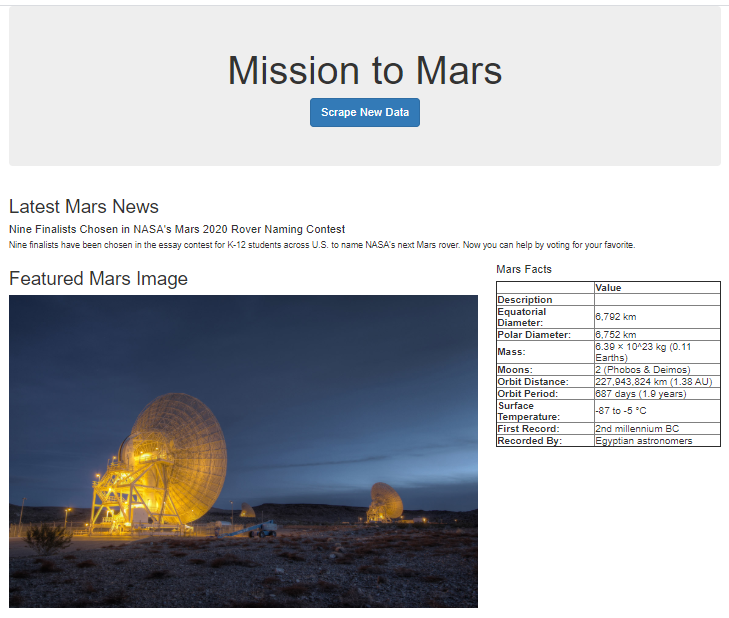 Mission to Mars
Scrape New Data
Latest Mars News
Nine Finalists Chosen in NASA's Mars 2020 Rover Naming Contest
Nine finalists have been chosen in the essay contest for K-12 students across U.S. to name NASA's next Mars rover. Now you can help by voting for your favorite.
Featured Mars Image
Mars Facts
Value
Description
Equatorial
Diameter:
6,792 km
Polar Diameter:
6,752 km
Mass:
6.39 × 10^23 kg (0.11
Earths)
Moons:
2 (Phobos & Deimos)
Orbit Distance:
227,943,824 km (1.38 AU)
Orbit Period:
687 days (1.9 years)
Surface
Temperature:
-87 to -5 °C
First Record:
2nd millennium BC
Recorded By:
Egyptian astronomers